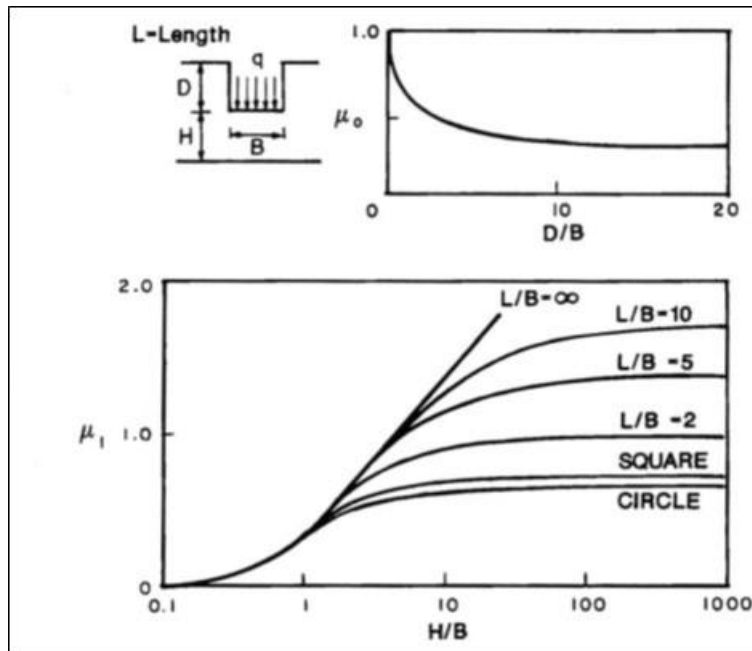 L-Length
q
D
H
B
1.0
μo
0
10
20
D/B
2.0
L/B=∞
L/B-10
L/B =5
μ1
1.0
L/B =2
SQUARE
CIRCLE
0
0.1
1
10
100
1000
H/B